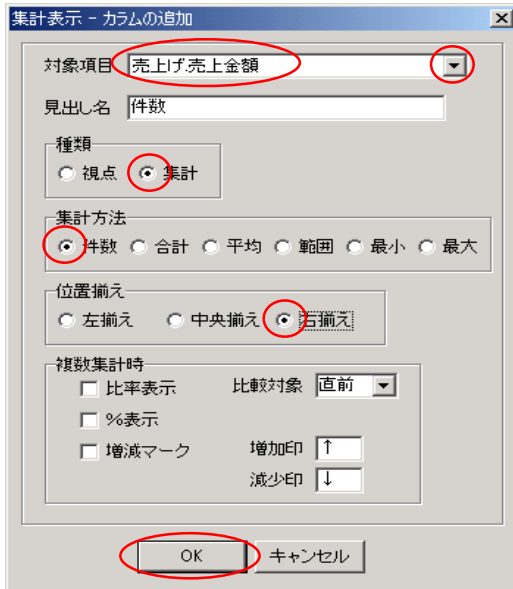 集計表示 - カラムの追加
対象項目 売上げ.売上金額
見出し名 件数
種類
視点 集計
集計方法
件数 合計 平均 範囲 最小 最大
位置揃え
左揃え 中央揃え 右揃え
複数集計時
比率表示 比較対象 直前
%表示
増減マーク 増加印 ↑
減少印 ↓
OK キャンセル